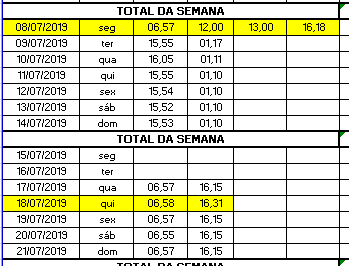 TOTAL DA SEMANA
08/07/2019 seg 06,57 12,00 13,00 16,18
09/07/2019 ter 15,55 01,17
10/07/2019 qua 16,05 01,11
11/07/2019 qui 15,55 01,10
12/07/2019 sex 15,54 01,10
13/07/2019 sáb 15,52 01,10
14/07/2019 dom 15,53 01,10
TOTAL DA SEMANA
15/07/2019 seg
16/07/2019 ter
17/07/2019 qua 06,57 16,15
18/07/2019 qui 06,58 16,31
19/07/2019 sex 06,57 16,15
20/07/2019 sáb 06,55 16,15
21/07/2019 dom 06,57 16,15
TOTAL DA SEMANA